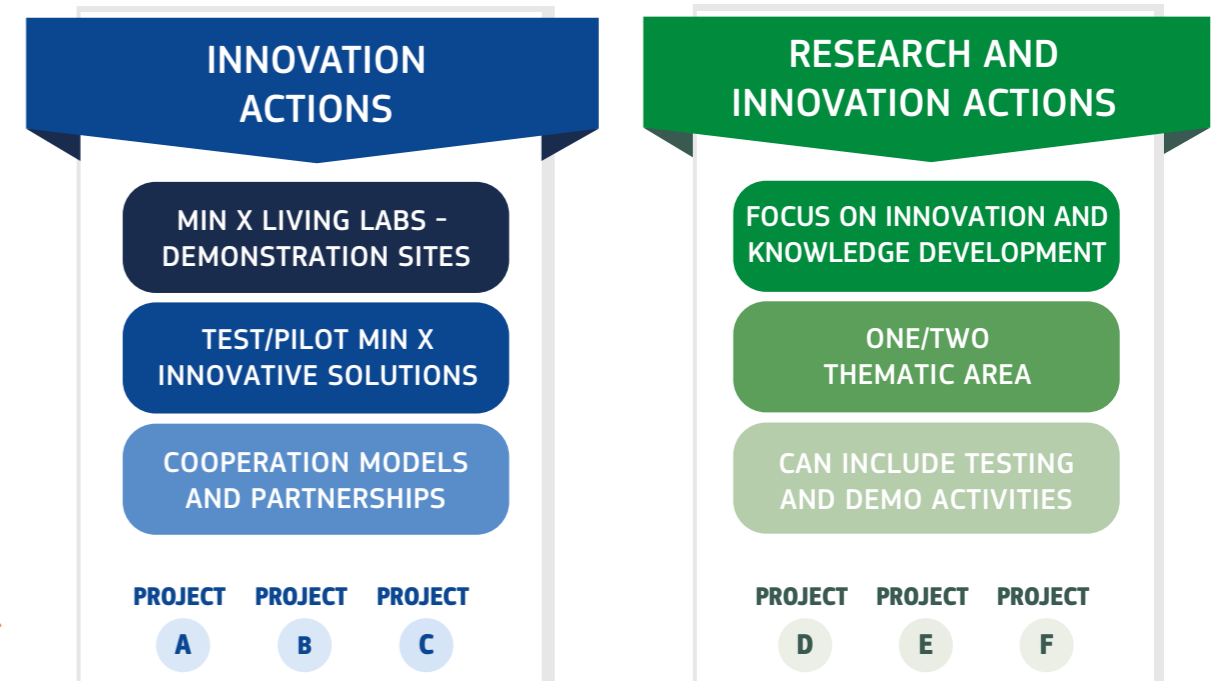 INNOVATION
ACTIONS
MIN X LIVING LABS -
DEMONSTRATION SITES
TEST/PILOT MIN X
INNOVATIVE SOLUTIONS
COOPERATION MODELS
AND PARTNERSHIPS
PROJECT PROJECT PROJECT
A B C
RESEARCH AND
INNOVATION ACTIONS
FOCUS ON INNOVATION AND
KNOWLEDGE DEVELOPMENT
ONE/TWO
THEMATIC AREA
CAN INCLUDE TESTING
AND DEMO ACTIVITIES
PROJECT PROJECT PROJECT
D E F